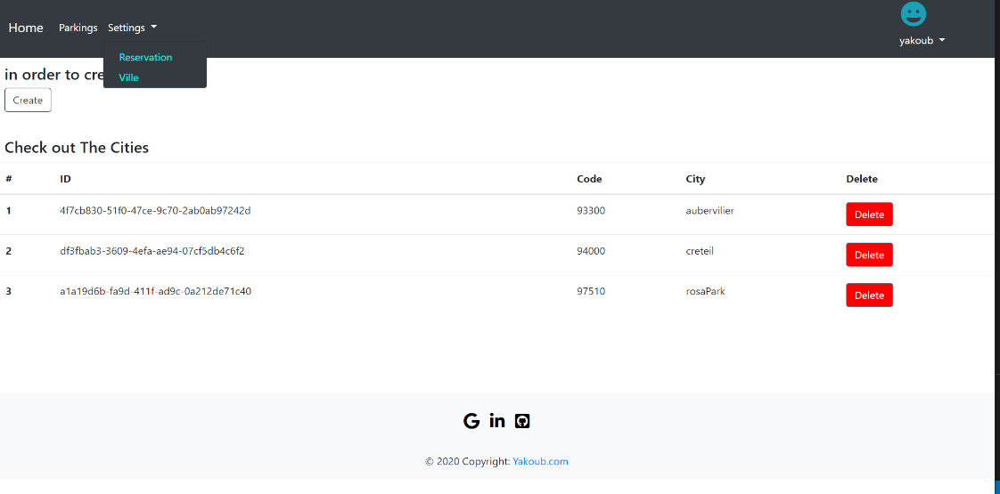 Home Parkings Settings
yakoub
Reservation
Ville
in order to cre
Create
Check out The Cities
# ID Code City Delete
1 4f7cb830-51f0-47ce-9c70-2ab0ab97242d 93300 aubervilier Delete
2 df3fbab3-3609-4efa-ae94-07cf5db4c6f2 94000 creteil Delete
3 a1a19d6b-fa9d-411f-ad9c-0a212de71c40 97510 rosaPark Delete
© 2020 Copyright: Yakoub.com